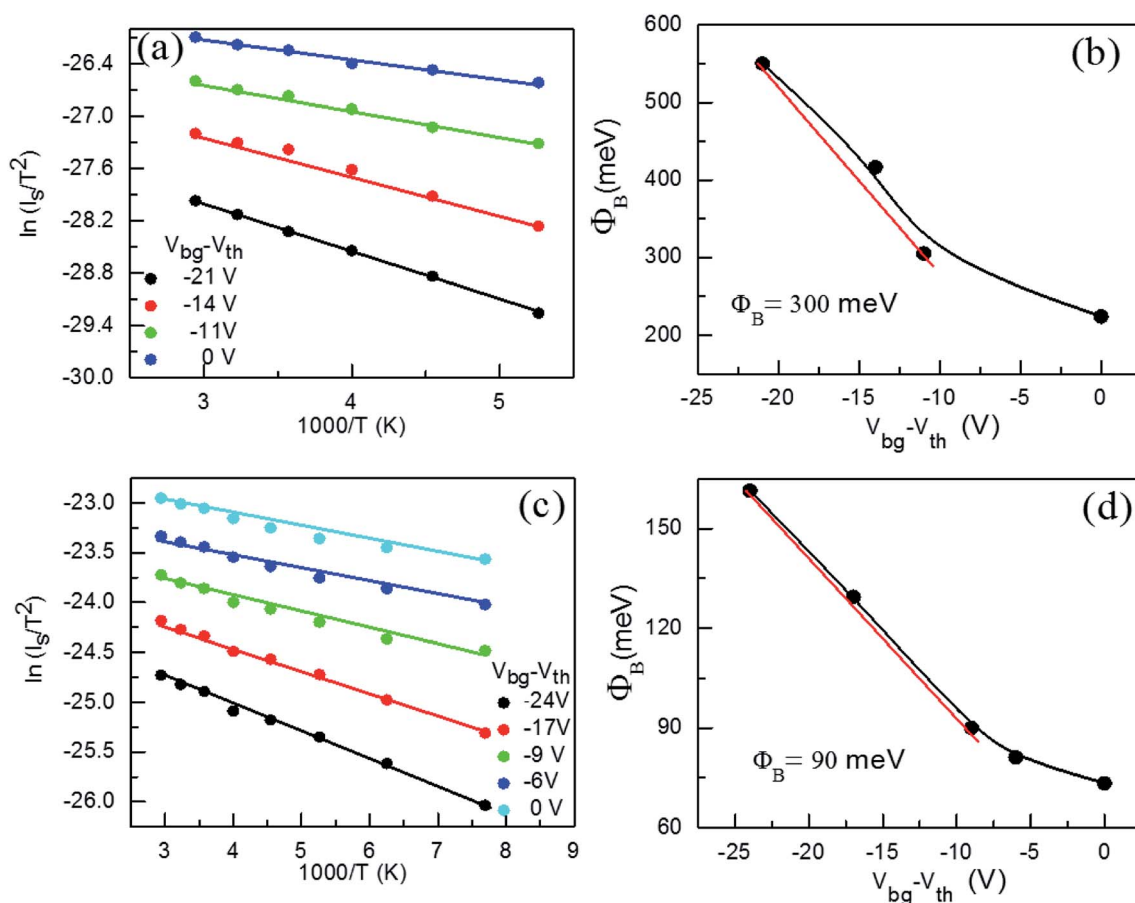 (a)
ln (I_S/T²)
-26.4
-27.0
-27.6
-28.2
-28.8
-29.4
-30.0
V_bg-V_th
-21 V
-14 V
-11V
0 V
3 4 5
1000/T (K)
(b)
Φ_B(meV)
600
500
400
300
200
Φ_B= 300 meV
-25 -20 -15 -10 -5 0
V_bg-V_th (V)
(c)
ln (I_S/T²)
-23.0
-23.5
-24.0
-24.5
-25.0
-25.5
-26.0
V_bg-V_th
-24V
-17V
-9 V
-6V
0 V
3 4 5 6 7 8 9
1000/T (K)
(d)
Φ_B(meV)
150
120
90
60
Φ_B= 90 meV
-25 -20 -15 -10 -5 0
V_bg-V_th (V)